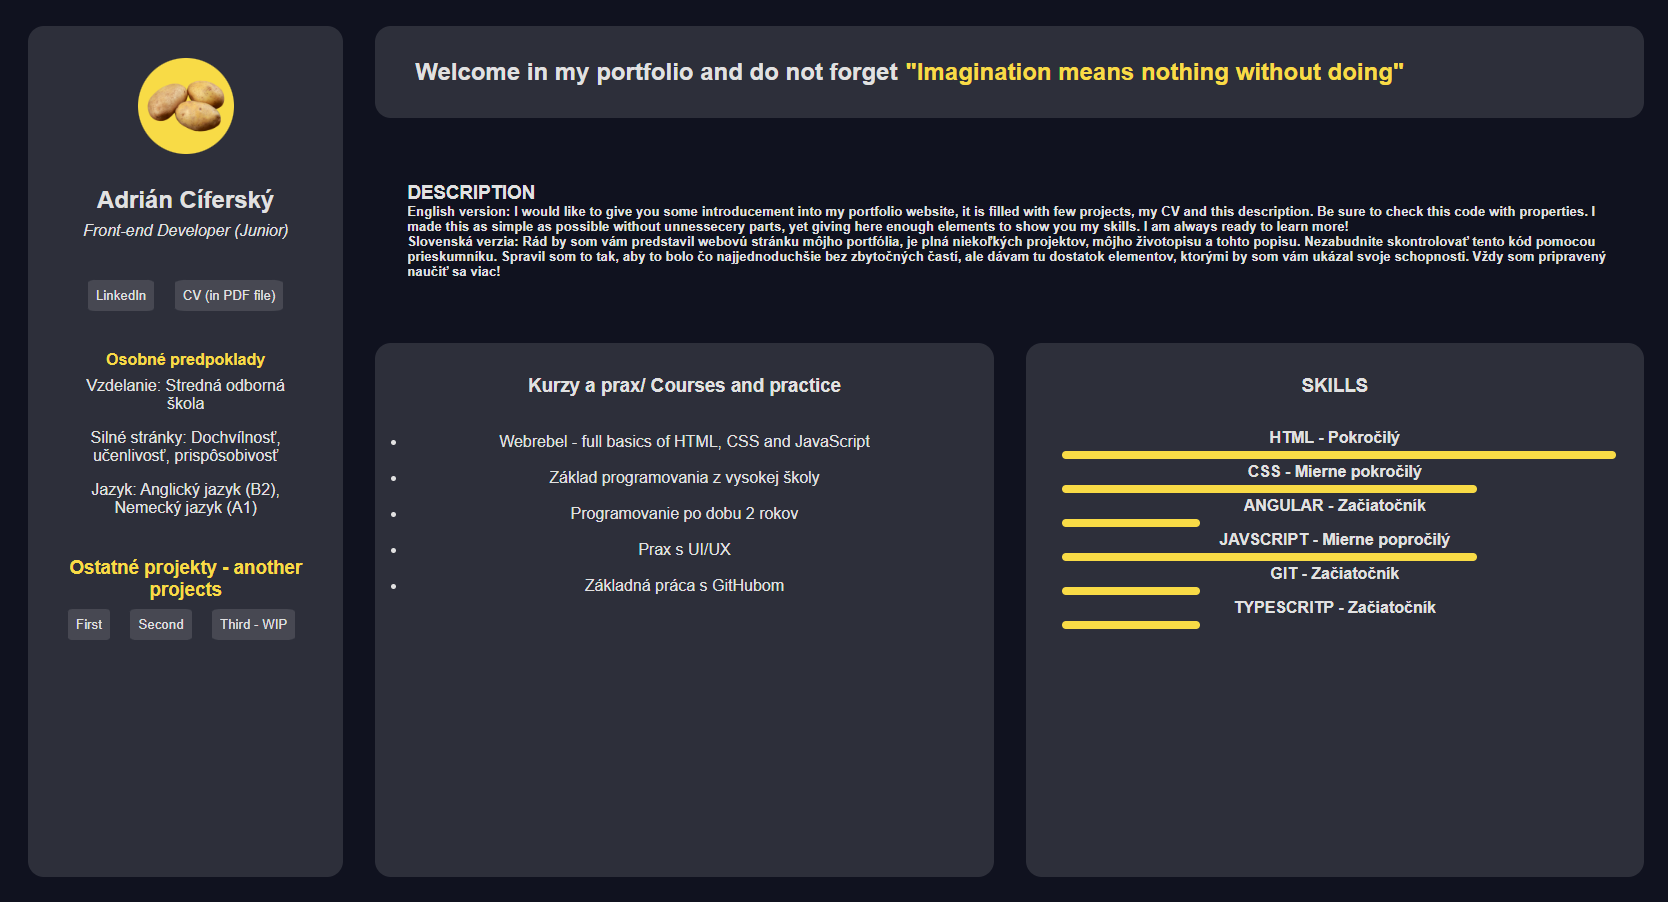 Adrián Cíferský
Front-end Developer (Junior)
LinkedIn
CV (in PDF file)
Osobné predpoklady
Vzdelanie: Stredná odborná
škola
Silné stránky: Dochvílnosť,
učenlivosť, prispôsobivosť
Jazyk: Anglický jazyk (B2),
Nemecký jazyk (A1)
Ostatné projekty - another
projects
First
Second
Third - WIP
Welcome in my portfolio and do not forget "Imagination means nothing without doing"
DESCRIPTION
English version: I would like to give you some introducement into my portfolio website, it is filled with few projects, my CV and this description. Be sure to check this code with properties. I
made this as simple as possible without unnessecery parts, yet giving here enough elements to show you my skills. I am always ready to learn more!
Slovenská verzia: Rád by som vám predstavil webovú stránku môjho portfólia, je plná niekoľkých projektov, môjho životopisu a tohto popisu. Nezabudnite skontrolovať tento kód pomocou
prieskumníku. Spravil som to tak, aby to bolo čo najjednoduchšie bez zbytočných častí, ale dávam tu dostatok elementov, ktorými by som vám ukázal svoje schopnosti. Vždy som pripravený
naučiť sa viac!
Kurzy a prax/ Courses and practice
Webrebel - full basics of HTML, CSS and JavaScript
Základ programovania z vysokej školy
Programovanie po dobu 2 rokov
Prax s UI/UX
Základná práca s GitHubom
SKILLS
HTML - Pokročilý
CSS - Mierne pokročilý
ANGULAR - Začiatočník
JAVSCRIPT - Mierne popročilý
GIT - Začiatočník
TYPESCRITP - Začiatočník